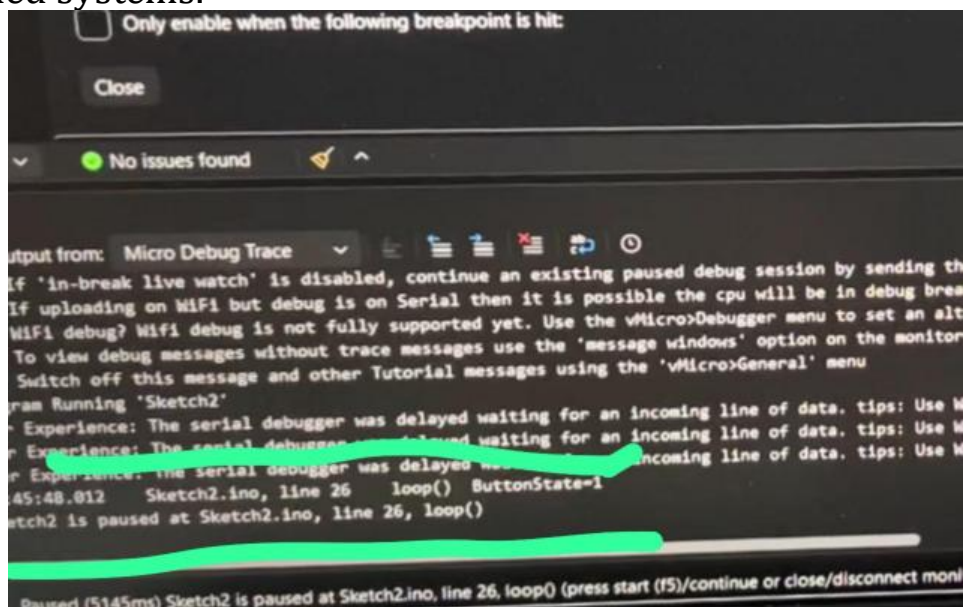 systems.
Only enable when the following breakpoint is hit:
Close
No issues found
utput from: Micro Debug Trace
If 'in-break live watch' is disabled, continue an existing paused debug session by sending th
If uploading on WiFi but debug is on Serial then it is possible the cpu will be in debug brea
WiFi debug? Wifi debug is not fully supported yet. Use the vMicro>Debugger menu to set an alt
To view debug messages without trace messages use the 'message windows' option on the monitor
Switch off this message and other Tutorial messages using the 'vMicro>General' menu
ram Running 'Sketch2'
r Experience: The serial debugger was delayed waiting for an incoming line of data. tips: Use W
r Experience: The serial debugger was delayed waiting for an incoming line of data. tips: Use W
r Experience: The serial debugger was delayed incoming line of data. tips: Use W
:45:48.012 Sketch2.ino, line 26 loop() ButtonState=1
etch2 is paused at Sketch2.ino, line 26, loop()
Paused (5145ms) Sketch2 is paused at Sketch2.ino, line 26, loop() (press start (f5)/continue or close/disconnect moni